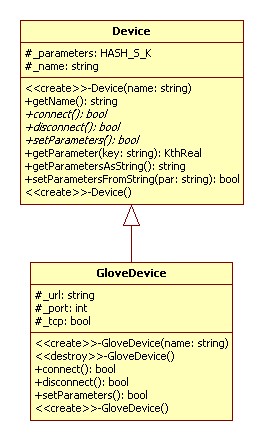 Device
#_parameters: HASH_S_K
#_name: string
<<create>>-Device(name: string)
+getName(): string
+connect(): bool
+disconnect(): bool
+setParameters(): bool
+getParameter(key: string): KthReal
+getParametersAsString(): string
+setParametersFromString(par: string): bool
<<create>>-Device()
GloveDevice
#_url: string
#_port: int
#_tcp: bool
<<create>>-GloveDevice(name: string)
<<destroy>>-GloveDevice()
+connect(): bool
+disconnect(): bool
+setParameters(): bool
<<create>>-GloveDevice()